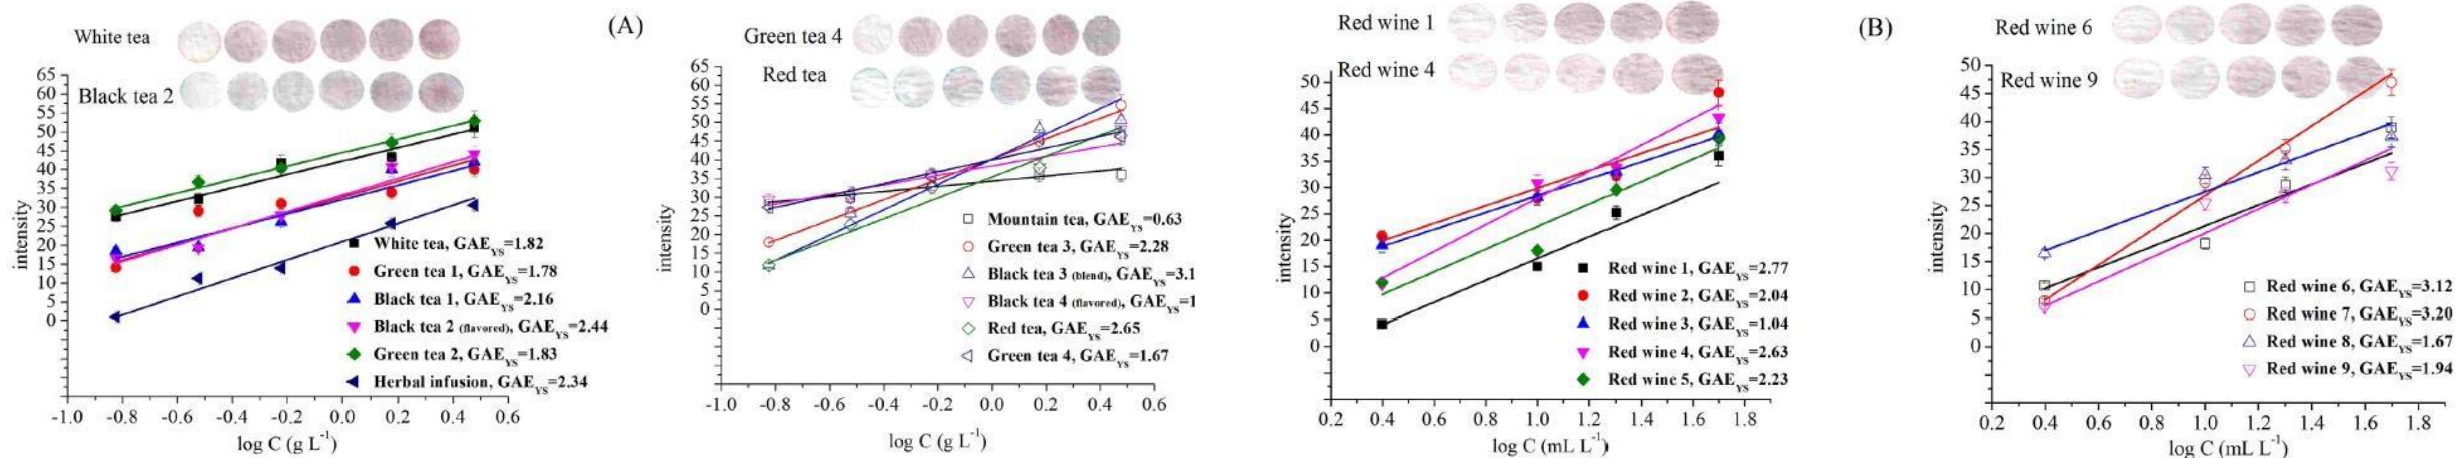 (A)
White tea
Black tea 2
65
60
55
50
45
40
35
30
25
20
15
10
5
0
intensity
White tea, GAE_YS=1.82
Green tea 1, GAE_YS=1.78
Black tea 1, GAE_YS=2.16
Black tea 2 (flavored), GAE_YS=2.44
Green tea 2, GAE_YS=1.83
Herbal infusion, GAE_YS=2.34
-1.0 -0.8 -0.6 -0.4 -0.2 0.0 0.2 0.4 0.6
log C (g L⁻¹)
Green tea 4
Red tea
65
60
55
50
45
40
35
30
25
20
15
10
5
0
intensity
Mountain tea, GAE_YS=0.63
Green tea 3, GAE_YS=2.28
Black tea 3 (blend), GAE_YS=3.1
Black tea 4 (flavored), GAE_YS=1
Red tea, GAE_YS=2.65
Green tea 4, GAE_YS=1.67
-1.0 -0.8 -0.6 -0.4 -0.2 0.0 0.2 0.4 0.6
log C (g L⁻¹)
(B)
Red wine 1
Red wine 4
50
45
40
35
30
25
20
15
10
5
0
intensity
Red wine 1, GAE_YS=2.77
Red wine 2, GAE_YS=2.04
Red wine 3, GAE_YS=1.04
Red wine 4, GAE_YS=2.63
Red wine 5, GAE_YS=2.23
0.2 0.4 0.6 0.8 1.0 1.2 1.4 1.6 1.8
log C (mL L⁻¹)
Red wine 6
Red wine 9
50
45
40
35
30
25
20
15
10
5
0
intensity
Red wine 6, GAE_YS=3.12
Red wine 7, GAE_YS=3.20
Red wine 8, GAE_YS=1.67
Red wine 9, GAE_YS=1.94
0.2 0.4 0.6 0.8 1.0 1.2 1.4 1.6 1.8
log C (mL L⁻¹)